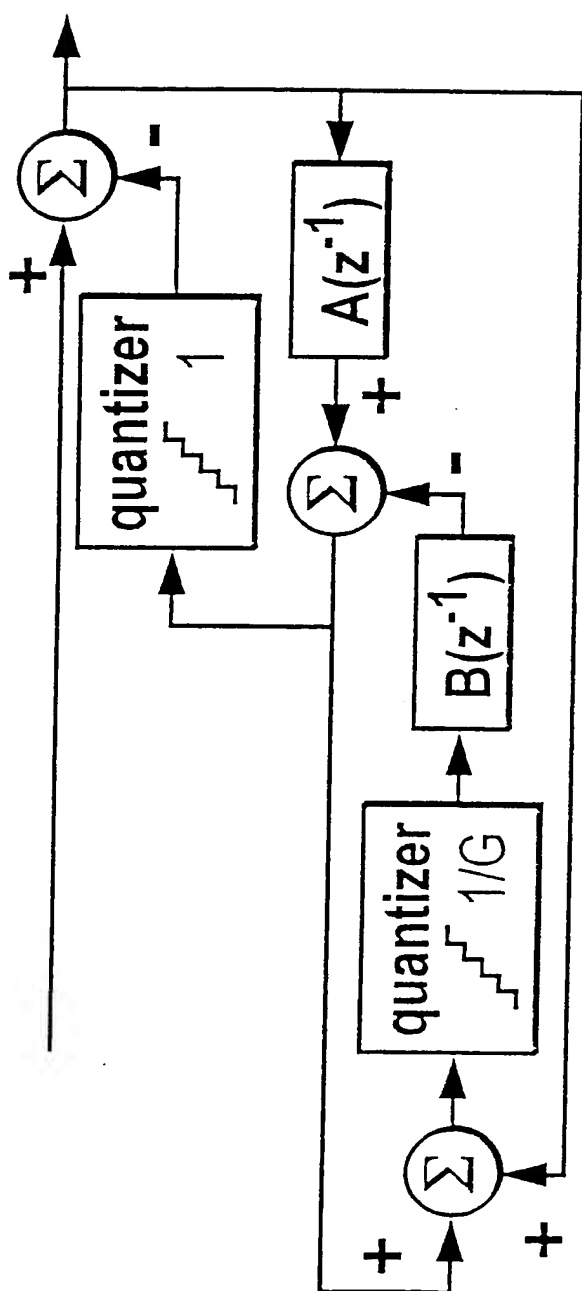 +
Σ
-
quantizer
1
A(z⁻¹)
+
Σ
-
quantizer
1/G
B(z⁻¹)
+
Σ
+